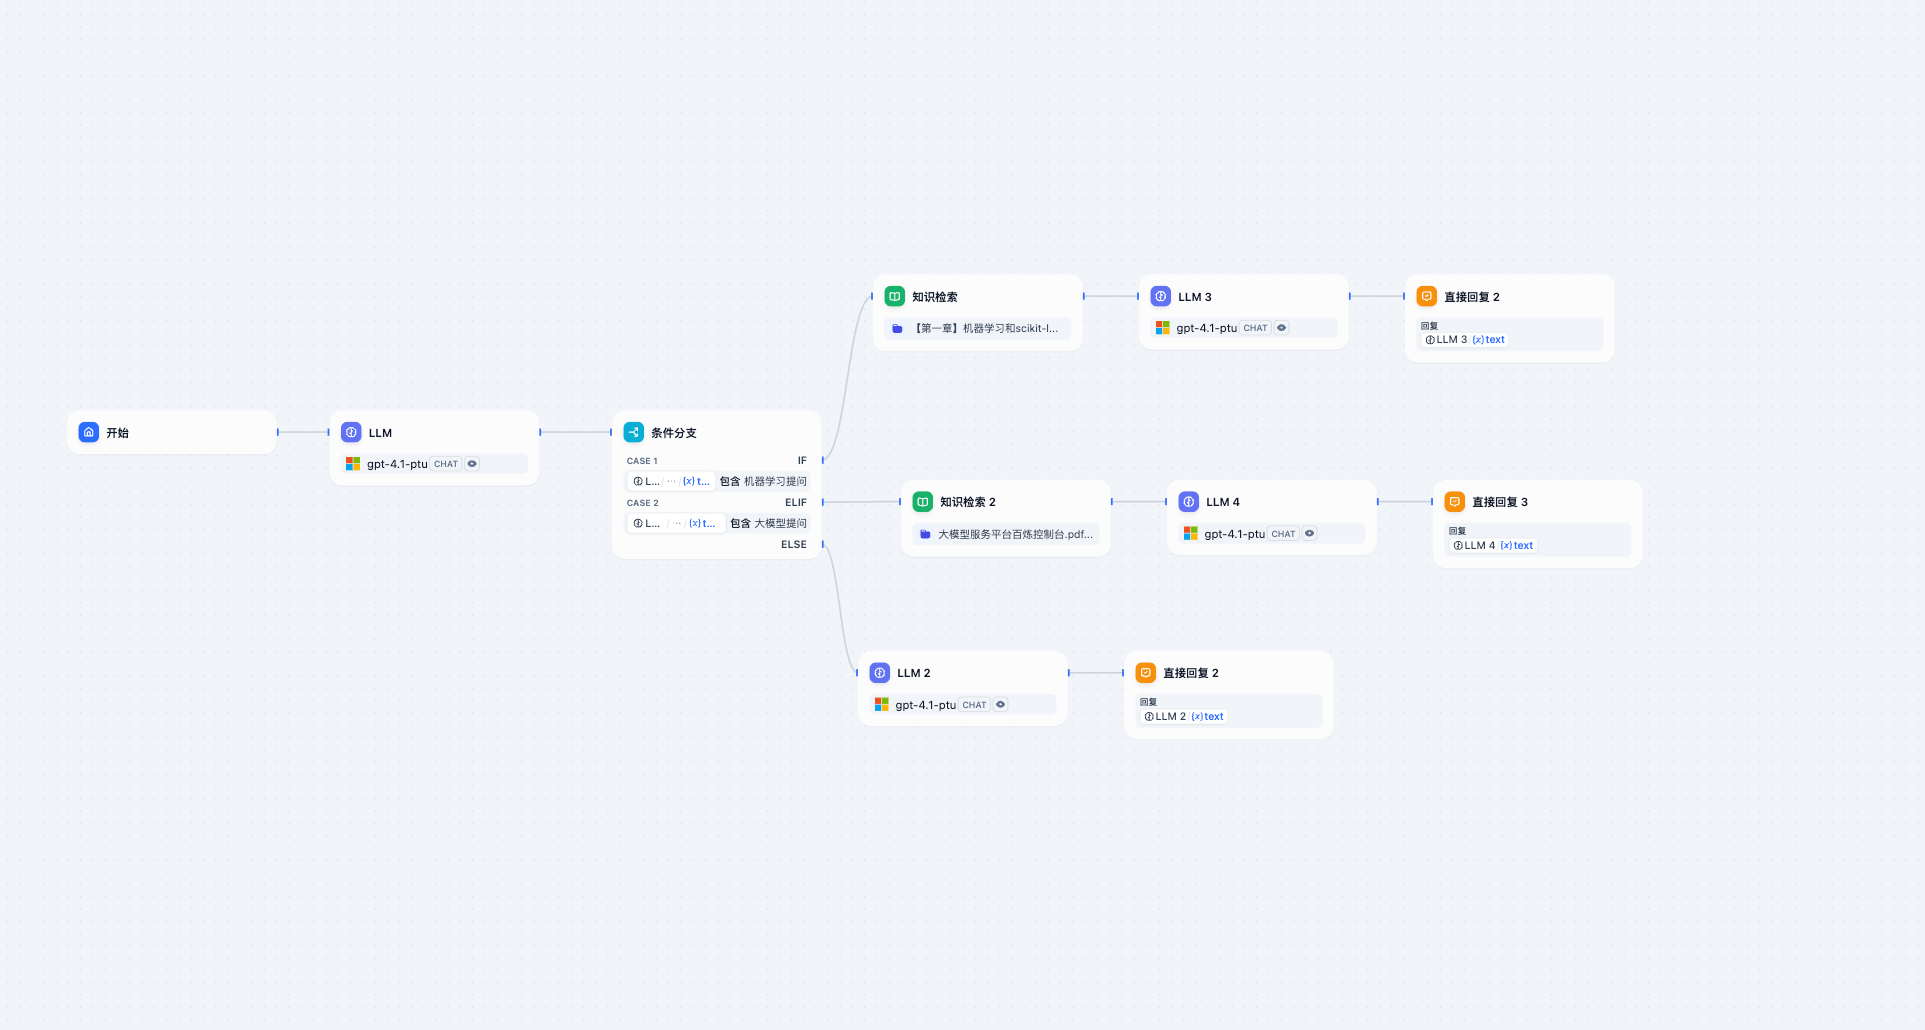 开始
LLM
gpt-4.1-ptu CHAT
条件分支
CASE 1 IF
L... / ··· / {x} t... 包含 机器学习提问
CASE 2 ELIF
L... / ··· / {x} t... 包含 大模型提问
ELSE
知识检索
【第一章】机器学习和scikit-l...
LLM 3
gpt-4.1-ptu CHAT
直接回复 2
回复
LLM 3 / {x} text
知识检索 2
大模型服务平台百炼控制台.pdf...
LLM 4
gpt-4.1-ptu CHAT
直接回复 3
回复
LLM 4 / {x} text
LLM 2
gpt-4.1-ptu CHAT
直接回复 2
回复
LLM 2 / {x} text